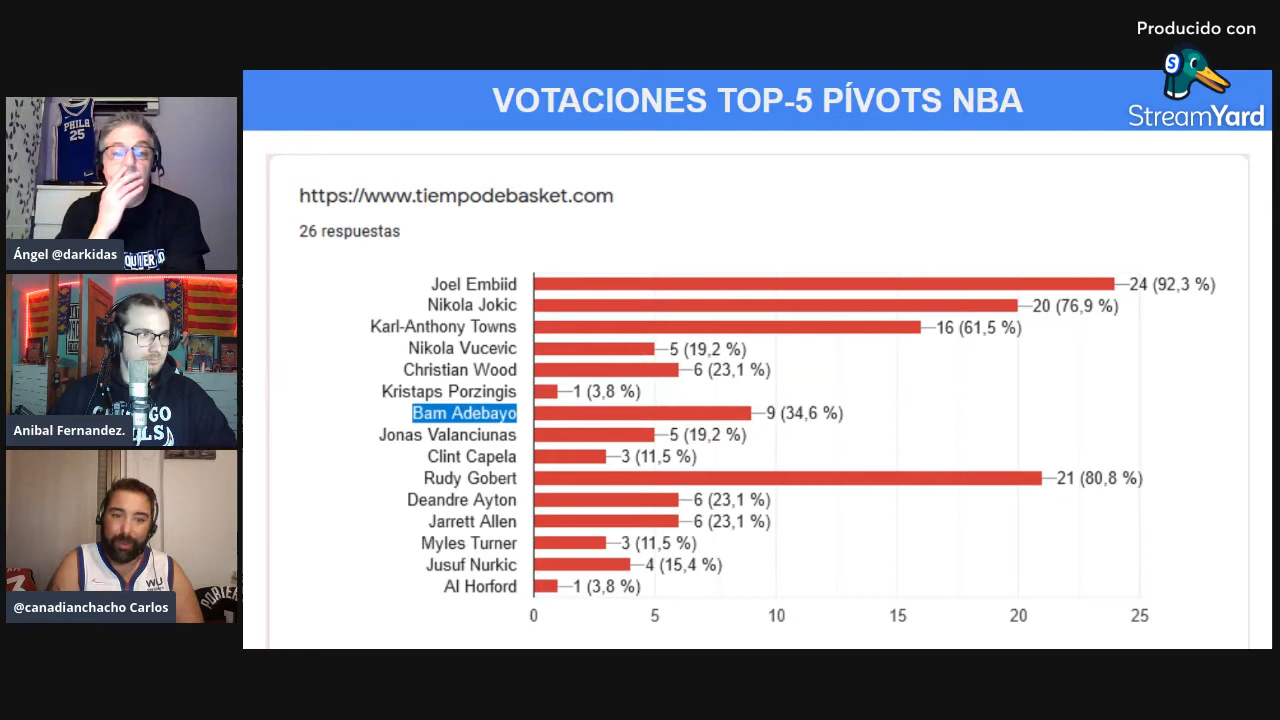 Producido con
StreamYard
VOTACIONES TOP-5 PÍVOTS NBA
https://www.tiempodebasket.com
26 respuestas
Joel Embiid 24 (92,3 %)
Nikola Jokic 20 (76,9 %)
Karl-Anthony Towns 16 (61,5 %)
Nikola Vucevic 5 (19,2 %)
Christian Wood 6 (23,1 %)
Kristaps Porzingis 1 (3,8 %)
Bam Adebayo 9 (34,6 %)
Jonas Valanciunas 5 (19,2 %)
Clint Capela 3 (11,5 %)
Rudy Gobert 21 (80,8 %)
Deandre Ayton 6 (23,1 %)
Jarrett Allen 6 (23,1 %)
Myles Turner 3 (11,5 %)
Jusuf Nurkic 4 (15,4 %)
Al Horford 1 (3,8 %)
0 5 10 15 20 25
PHILA
25
Ángel @darkidas
Anibal Fernandez.
WU
@canadianchacho Carlos